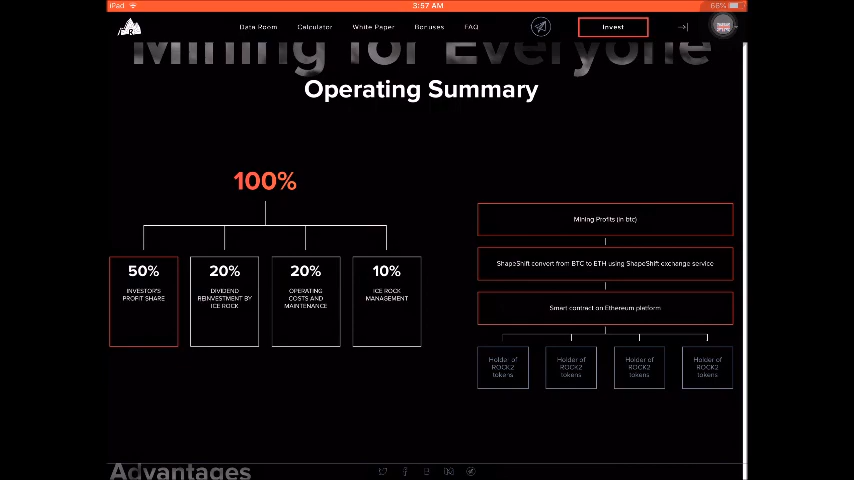 iPad
3:57 AM
66%
Data Room
Calculator
White Paper
Bonuses
FAQ
Invest
Mining for Everyone
Operating Summary
100%
50%
INVESTOR'S
PROFIT SHARE
20%
DIVIDEND
REINVESTMENT BY
ICE ROCK
20%
OPERATING
COSTS AND
MAINTENANCE
10%
ICE ROCK
MANAGEMENT
Mining Profits (in btc)
ShapeShift convert from BTC to ETH using ShapeShift exchange service
Smart contract on Ethereum platform
Holder of
ROCK2
tokens
Holder of
ROCK2
tokens
Holder of
ROCK2
tokens
Holder of
ROCK2
tokens
Advantages